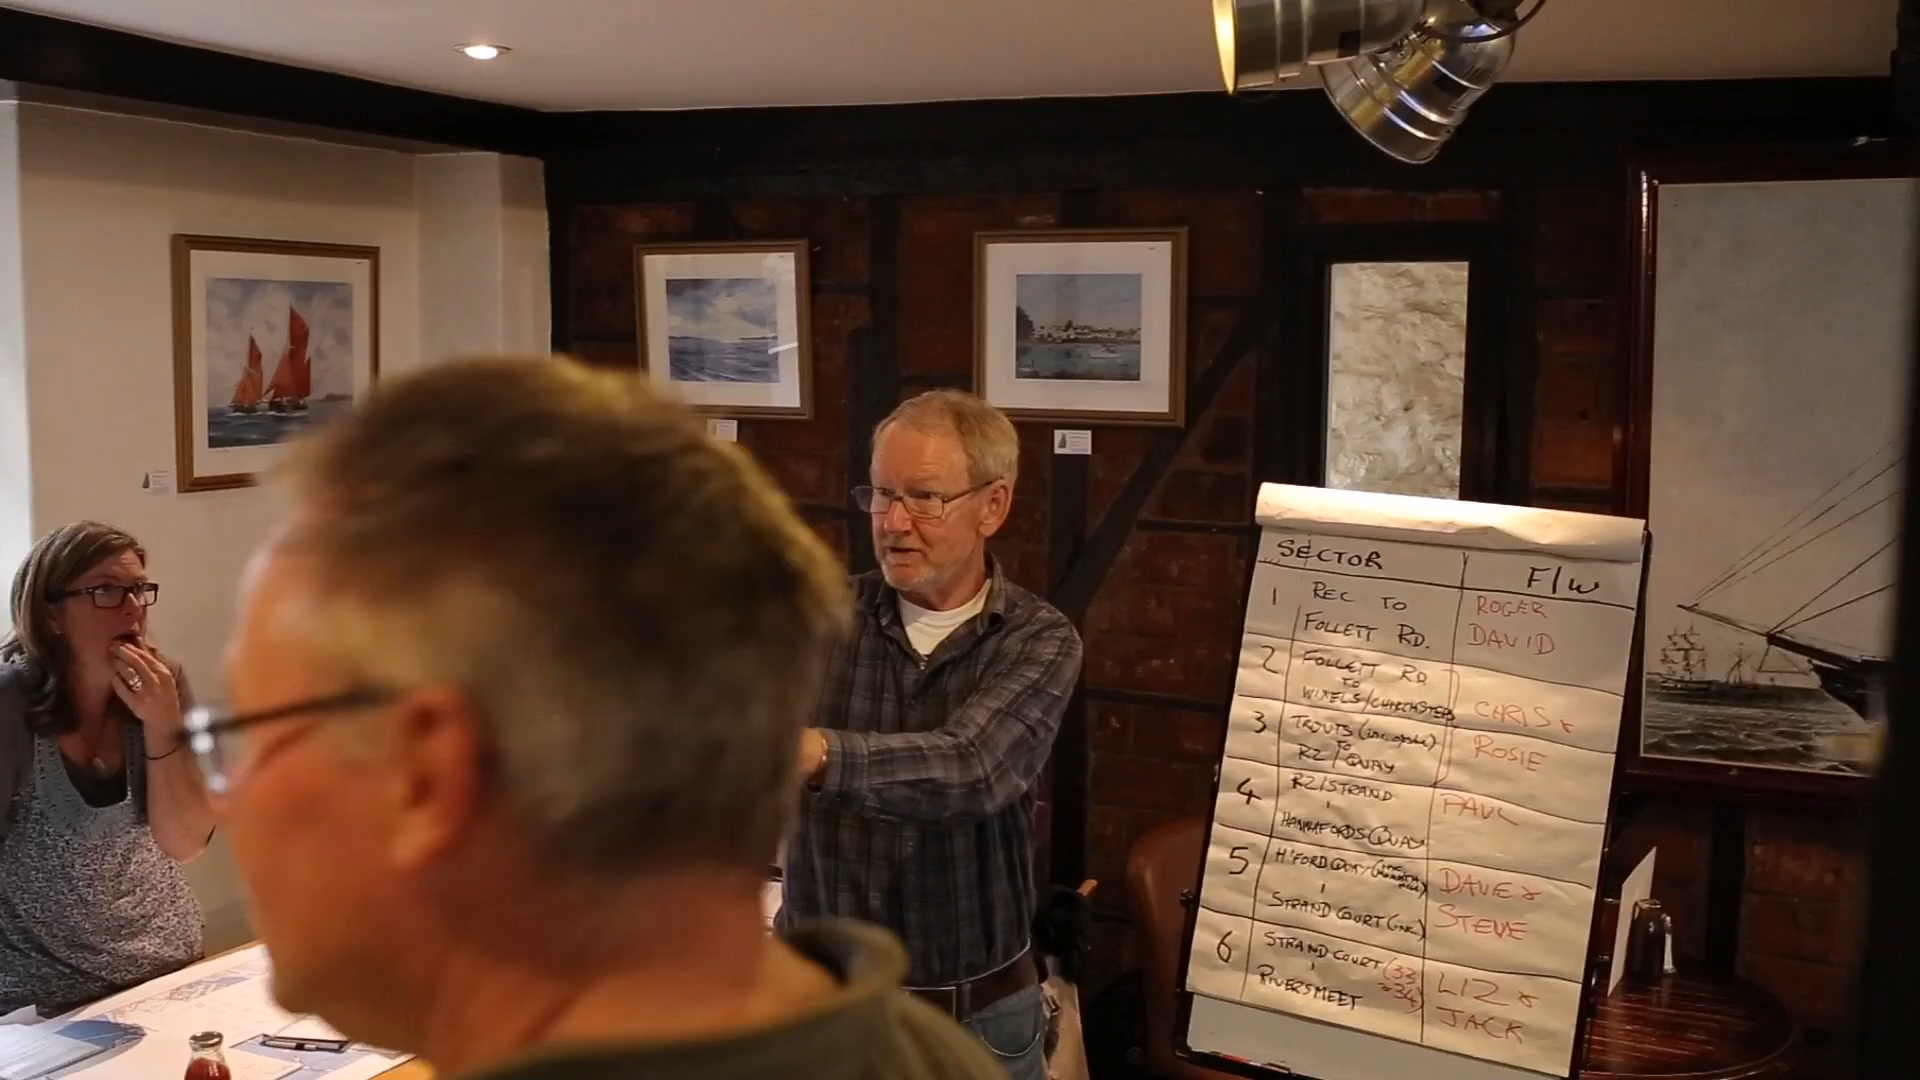 SECTOR F/W
1 REC TO ROGER
FOLLETT RD. DAVID
2 FOLLETT RD
TO
WIXELS/CHURCHSTEPS CHRIS &
3 TROUTS ROSIE
TO
RZ/QUAY
4 RZ/STRAND PAUL
HANNAFORDS QUAY
5 H'FORD QUAY DAVE &
STRAND COURT (INC) STEVE
6 STRAND COURT (33 LIZ &
34)
RIVERSMEET JACK